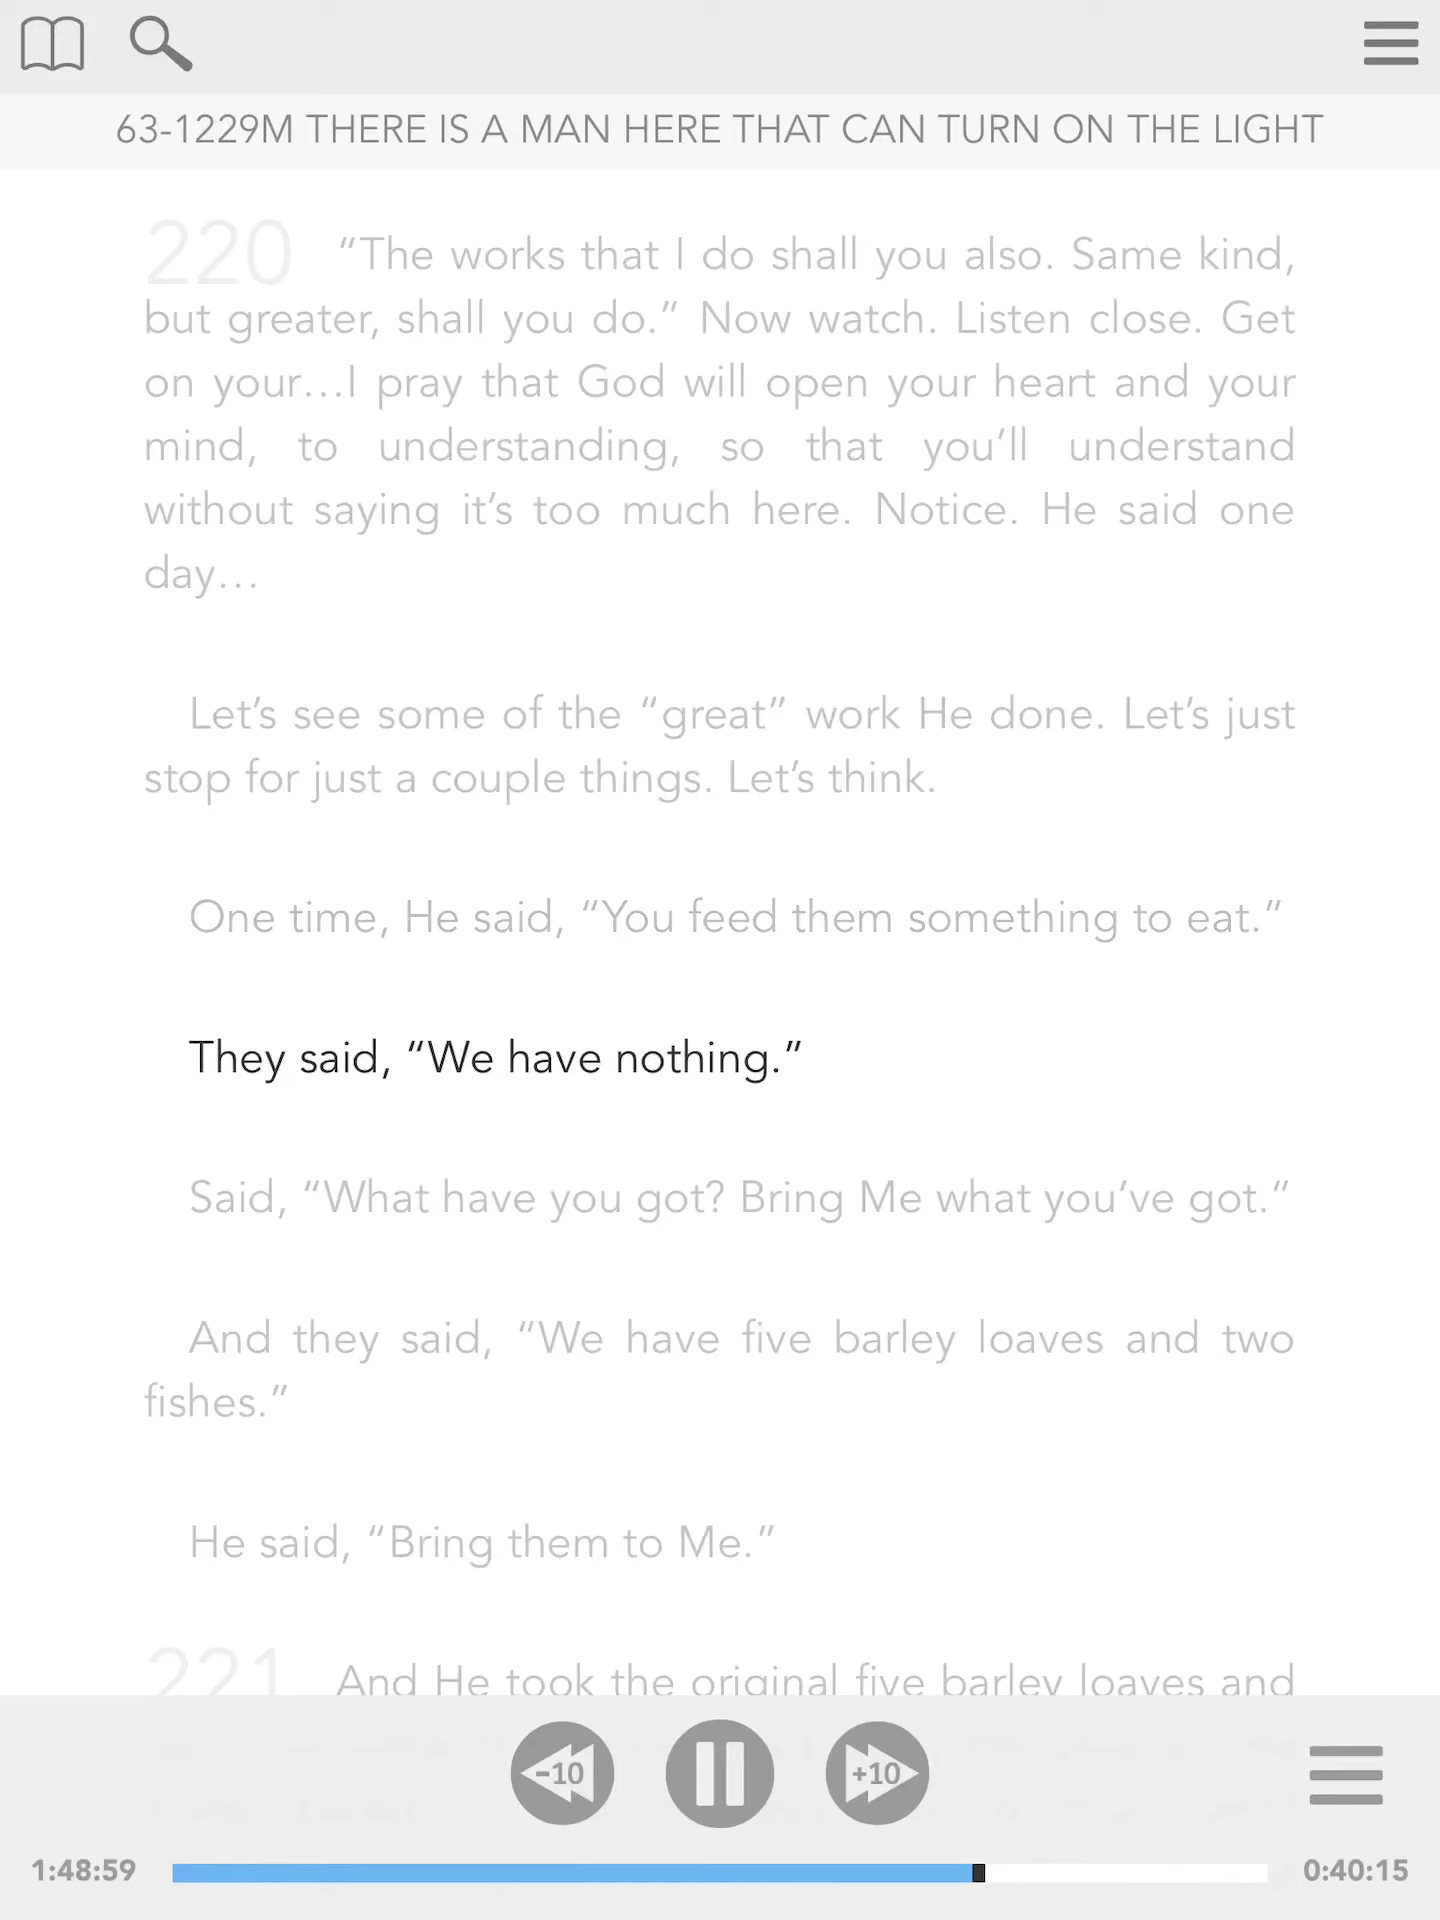 63-1229M THERE IS A MAN HERE THAT CAN TURN ON THE LIGHT
220 “The works that I do shall you also. Same kind,
but greater, shall you do.” Now watch. Listen close. Get
on your…I pray that God will open your heart and your
mind, to understanding, so that you’ll understand
without saying it’s too much here. Notice. He said one
day…
Let’s see some of the “great” work He done. Let’s just
stop for just a couple things. Let’s think.
One time, He said, “You feed them something to eat.”
They said, “We have nothing.”
Said, “What have you got? Bring Me what you’ve got.”
And they said, “We have five barley loaves and two
fishes.”
He said, “Bring them to Me.”
221 And He took the original five barley loaves and
-10 +10
1:48:59 0:40:15